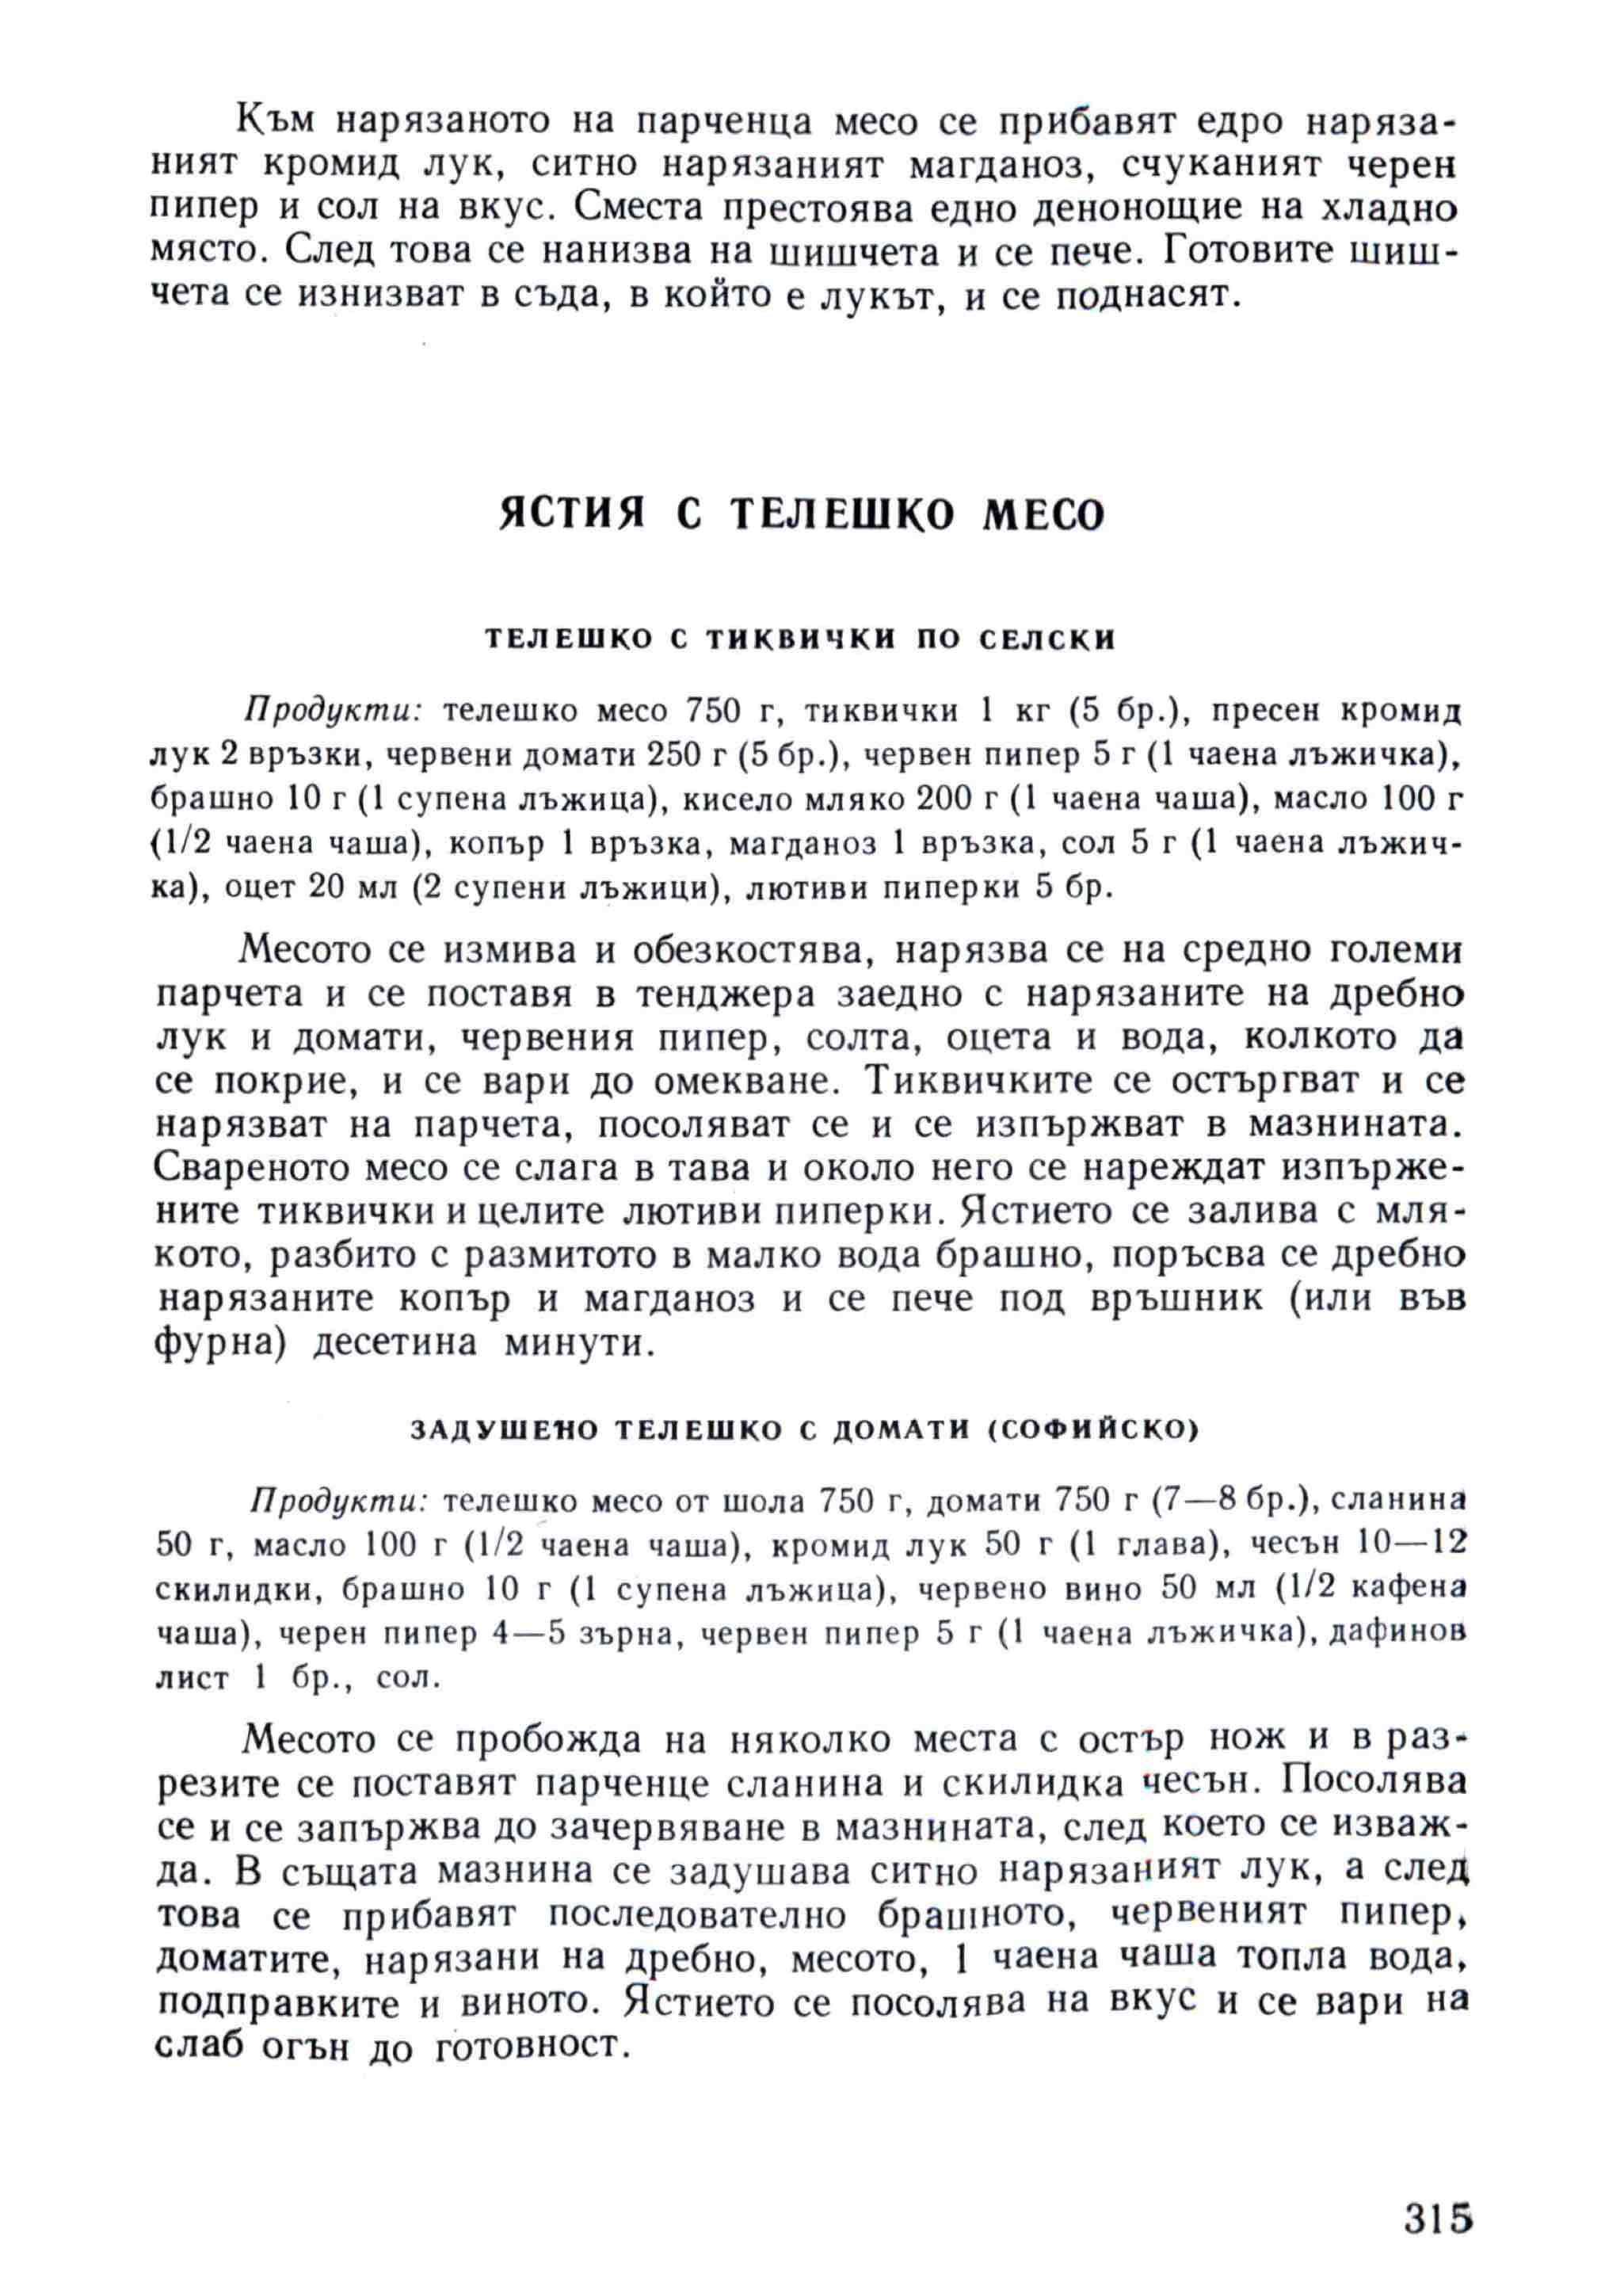 Към нарязаното на парченца месо се прибавят едро наряза-
ният кромид лук, ситно нарязаният магданоз, счуканият черен
пипер и сол на вкус. Сместа престоява едно денонощие на хладно
място. След това се нанизва на шишчета и се пече. Готовите шиш-
чета се изнизват в съда, в който е лукът, и се поднасят.
ЯСТИЯ С ТЕЛЕШКО МЕСО
ТЕЛЕШКО С ТИКВИЧКИ ПО СЕЛСКИ
Продукти: телешко месо 750 г, тиквички 1 кг (5 бр.), пресен кромид
лук 2 връзки, червени домати 250 г (5 бр.), червен пипер 5 г (1 чаена лъжичка),
брашно 10 г (1 супена лъжица), кисело мляко 200 г (1 чаена чаша), масло 100 г
(1/2 чаена чаша), копър 1 връзка, магданоз 1 връзка, сол 5 г (1 чаена лъжич-
ка), оцет 20 мл (2 супени лъжици), лютиви пиперки 5 бр.
Месото се измива и обезкостява, нарязва се на средно големи
парчета и се поставя в тенджера заедно с нарязаните на дребно
лук и домати, червения пипер, солта, оцета и вода, колкото да
се покрие, и се вари до омекване. Тиквичките се остъргват и се
нарязват на парчета, посоляват се и се изпържват в мазнината.
Свареното месо се слага в тава и около него се нареждат изпърже-
ните тиквички и целите лютиви пиперки. Ястието се залива с мля-
кото, разбито с размитото в малко вода брашно, поръсва се дребно
нарязаните копър и магданоз и се пече под връшник (или във
фурна) десетина минути.
ЗАДУШЕНО ТЕЛЕШКО С ДОМАТИ (СОФИЙСКО)
Продукти: телешко месо от шола 750 г, домати 750 г (7—8 бр.), сланина
50 г, масло 100 г (1/2 чаена чаша), кромид лук 50 г (1 глава), чесън 10—12
скилидки, брашно 10 г (1 супена лъжица), червено вино 50 мл (1/2 кафена
чаша), черен пипер 4—5 зърна, червен пипер 5 г (1 чаена лъжичка), дафинов
лист 1 бр., сол.
Месото се пробожда на няколко места с остър нож и в раз-
резите се поставят парченце сланина и скилидка чесън. Посолява
се и се запържва до зачервяване в мазнината, след което се изваж-
да. В същата мазнина се задушава ситно нарязаният лук, а след
това се прибавят последователно брашното, червеният пипер,
доматите, нарязани на дребно, месото, 1 чаена чаша топла вода,
подправките и виното. Ястието се посолява на вкус и се вари на
слаб огън до готовност.
315